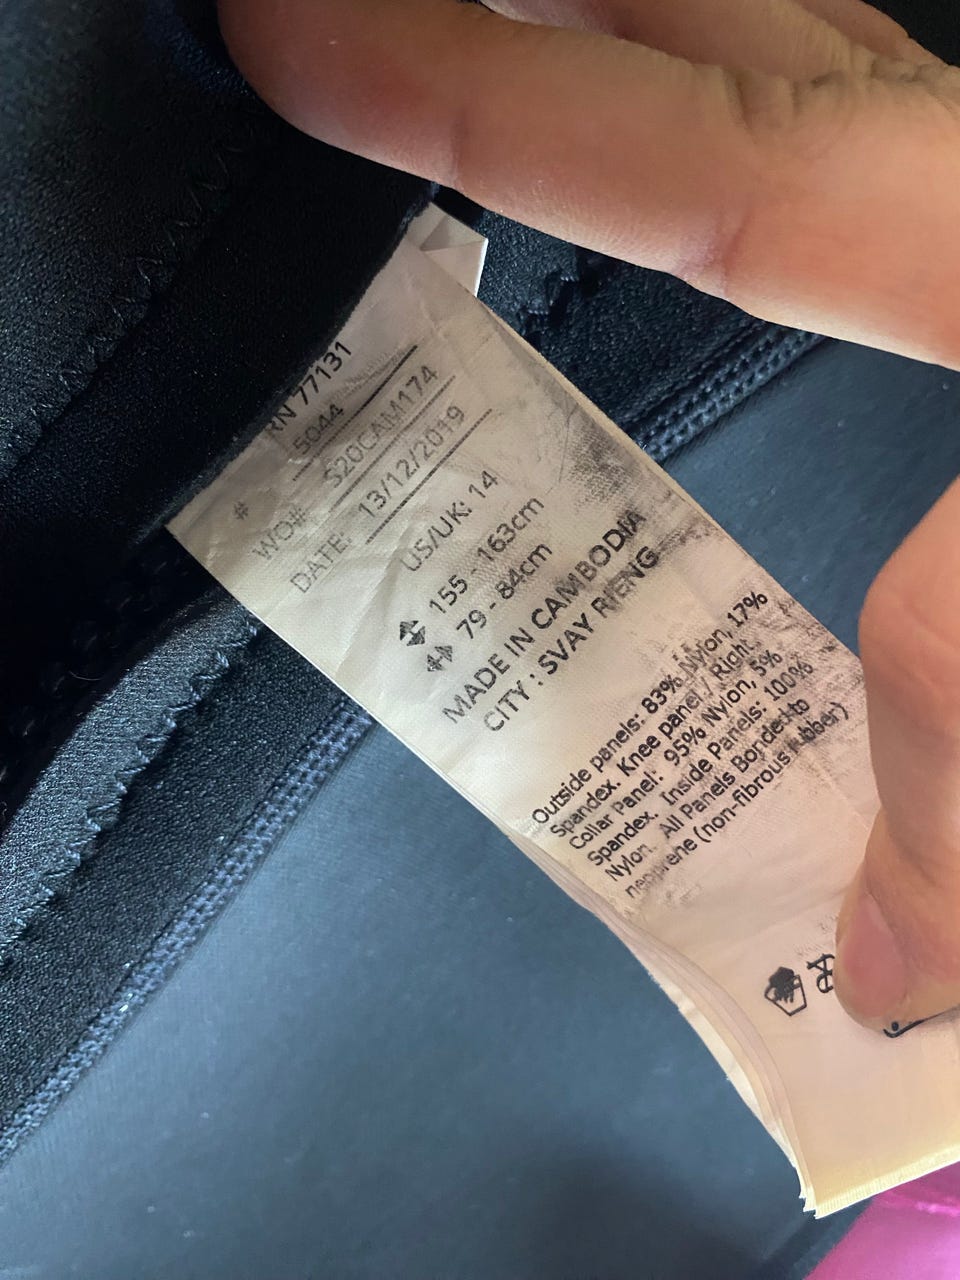 RN 77131
# 5044
WO# S20CAM174
DATE: 13/12/2019
US/UK: 14
155 - 163cm
79 - 84cm
MADE IN CAMBODIA
CITY : SVAY RIENG
Outside panels: 83% Nylon, 17%
Spandex. Knee panel / Right
Collar Panel: 95% Nylon, 5%
Spandex. Inside Panels: 100%
Nylon. All Panels Bonded to
neoprene (non-fibrous rubber)